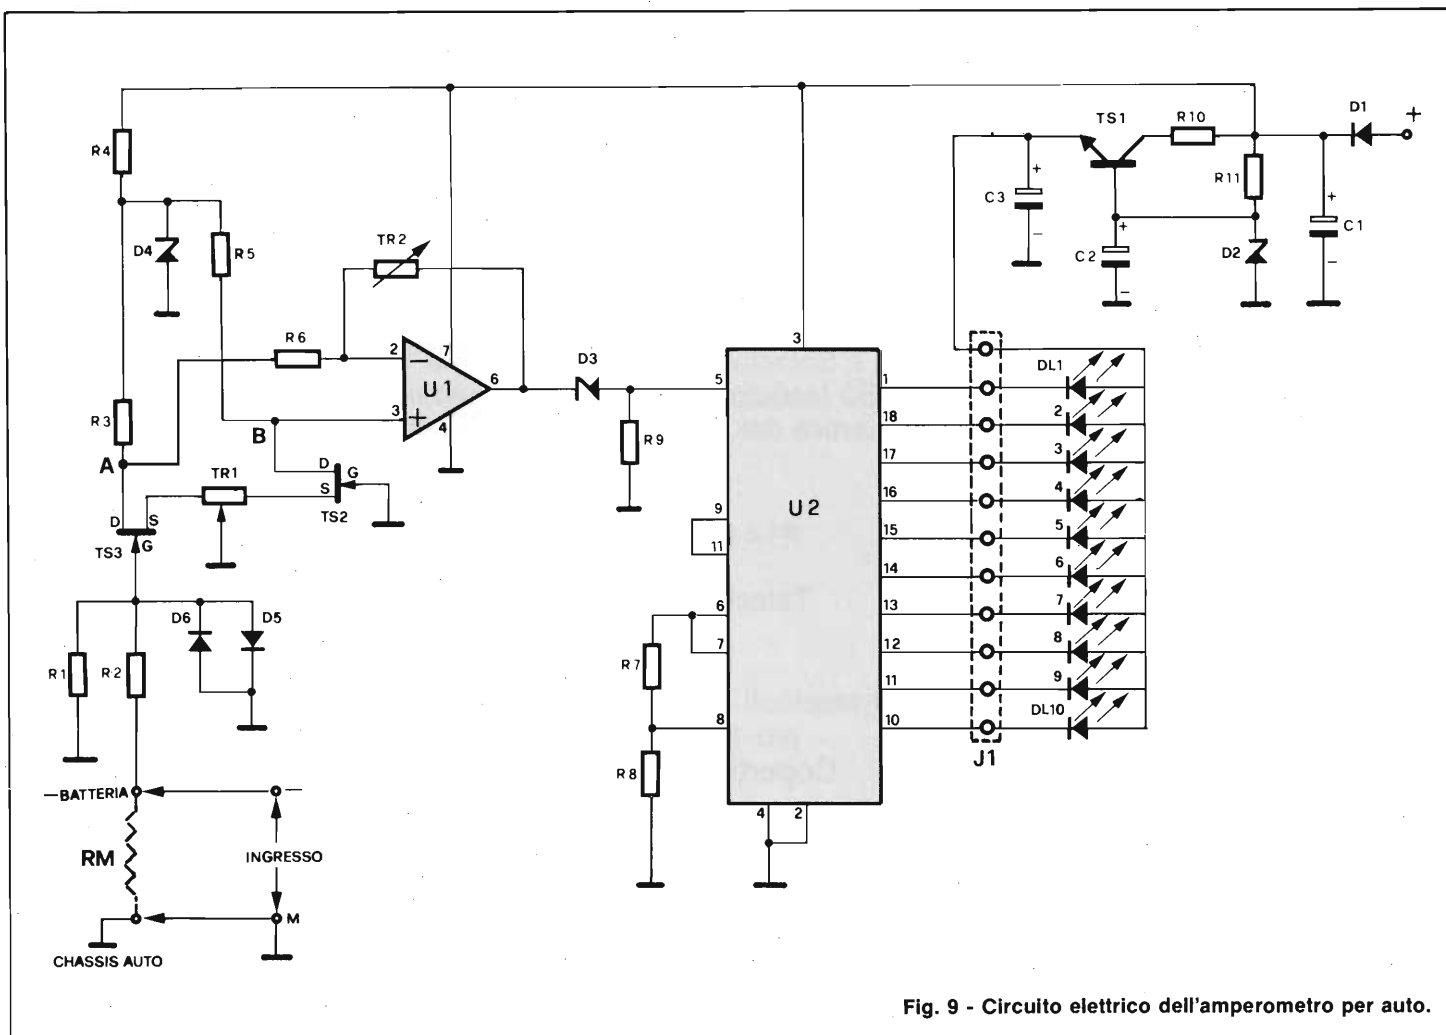 D1
+
TS1
R10
R4
R11
C3
+
-
C2
+
-
D2
C1
+
-
D4
R5
TR2
R6
2
-
7
U1
6
3
+
4
D3
R3
B
A
R9
TR1
D
S
G
TS2
D
S
G
TS3
3
5
U2
9
11
6
7
8
4
2
1
18
17
16
15
14
13
12
11
10
DL1
2
3
4
5
6
7
8
9
DL10
J1
R7
R8
D6
D5
R1
R2
-BATTERIA
-
RM
INGRESSO
M
CHASSIS AUTO
Fig. 9 - Circuito elettrico dell'amperometro per auto.